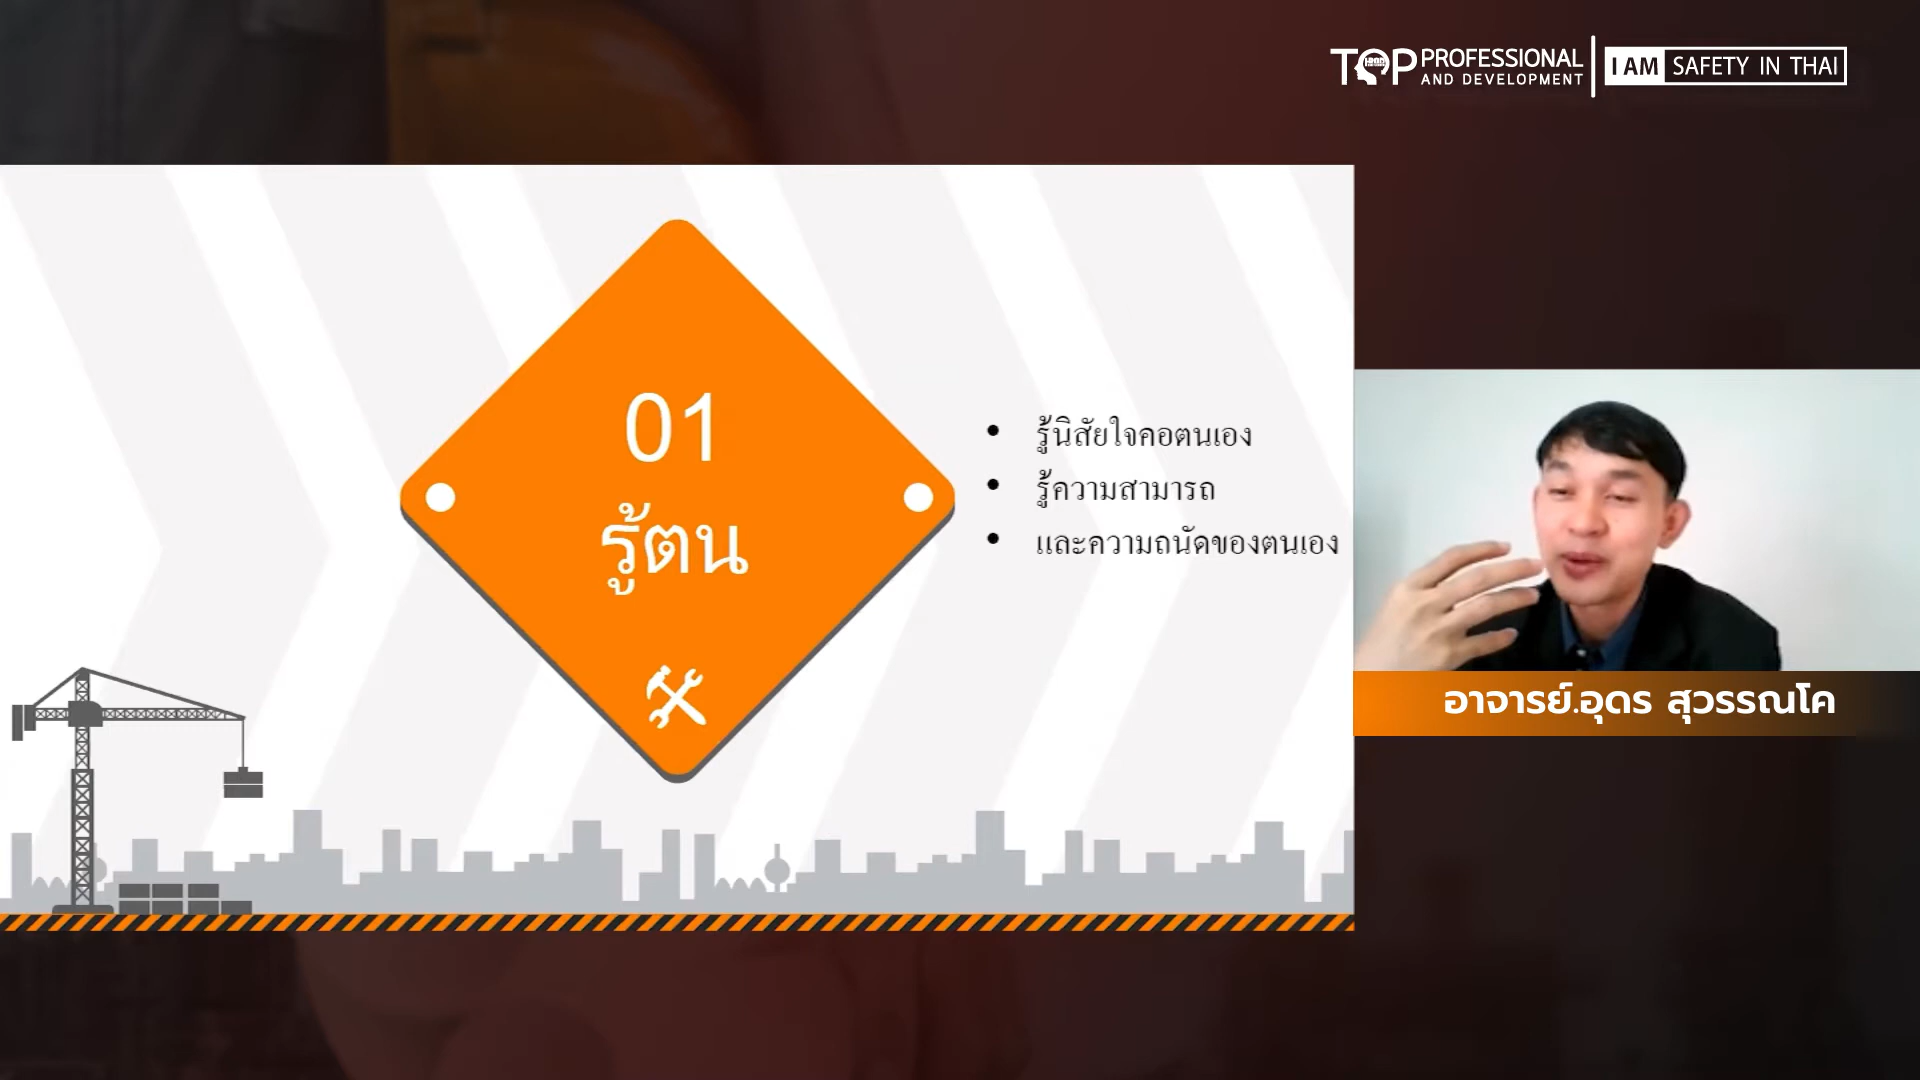 TOP PROFESSIONAL
AND DEVELOPMENT
I AM SAFETY IN THAI
01
รู้ตน
• รู้นิสัยใจคอตนเอง
• รู้ความสามารถ
• และความถนัดของตนเอง
อาจารย์.อุดร สุวรรณโค